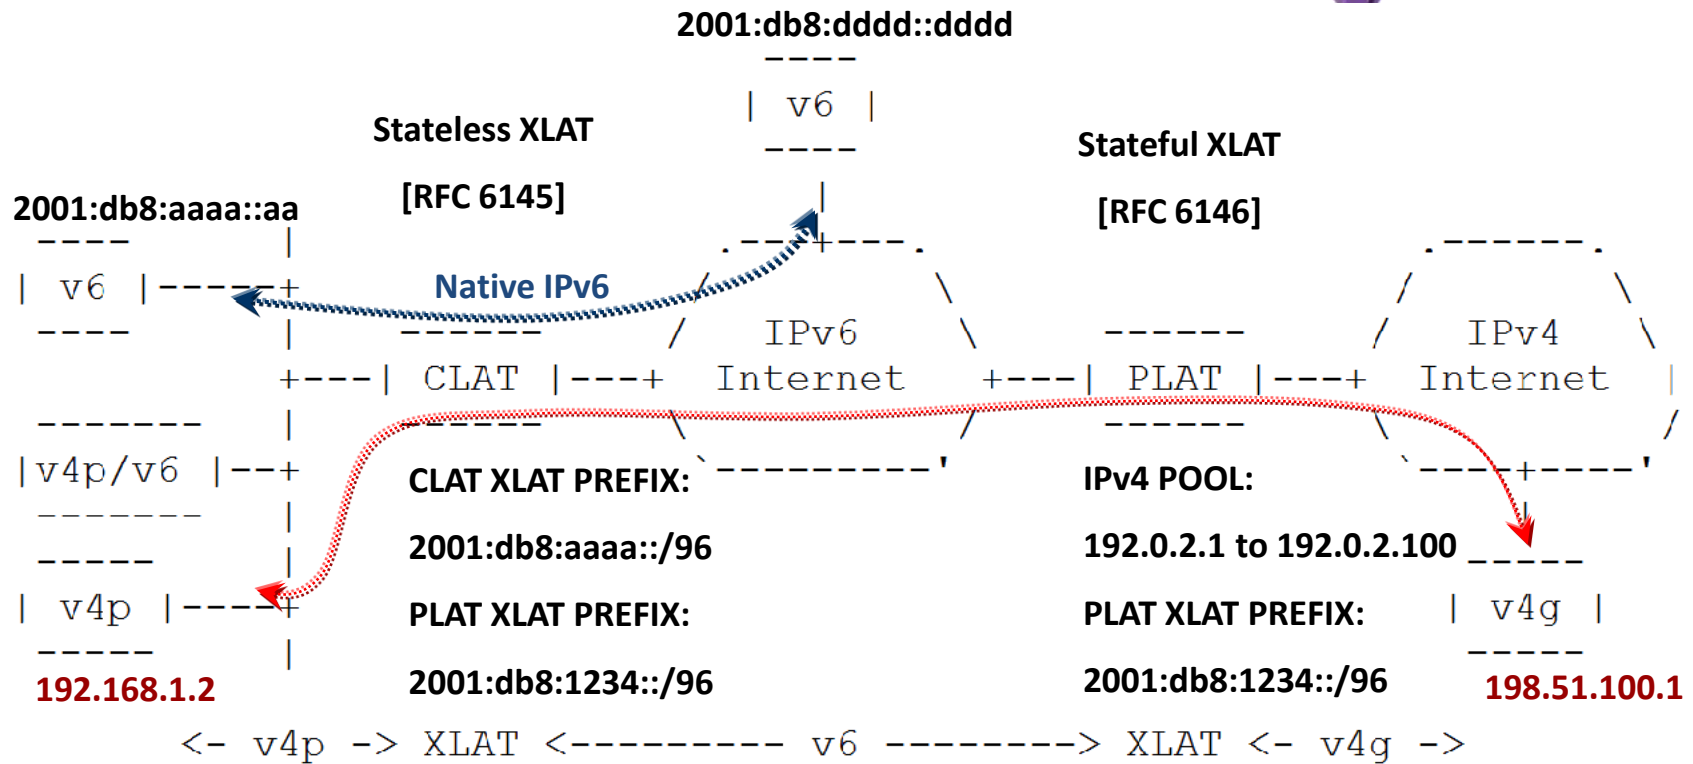 2001:db8:dddd::dddd
----
| v6 |
----
|
Stateless XLAT
[RFC 6145]
Stateful XLAT
[RFC 6146]
2001:db8:aaaa::aa
---- |
| v6 |-----+
---- |
Native IPv6
.---+---.
/ \
/ IPv6 \
Internet
\ /
`---------'
------
+---| CLAT |---+
------
------
+---| PLAT |---+
------
.------.
/ \
/ IPv4 \
Internet |
\ /
`----+----'
|
------- |
|v4p/v6 |--+
------- |
----- |
| v4p |----+
----- |
192.168.1.2
CLAT XLAT PREFIX:
2001:db8:aaaa::/96
PLAT XLAT PREFIX:
2001:db8:1234::/96
IPv4 POOL:
192.0.2.1 to 192.0.2.100
PLAT XLAT PREFIX:
2001:db8:1234::/96
-----
| v4g |
-----
198.51.100.1
<- v4p -> XLAT <--------- v6 --------> XLAT <- v4g ->